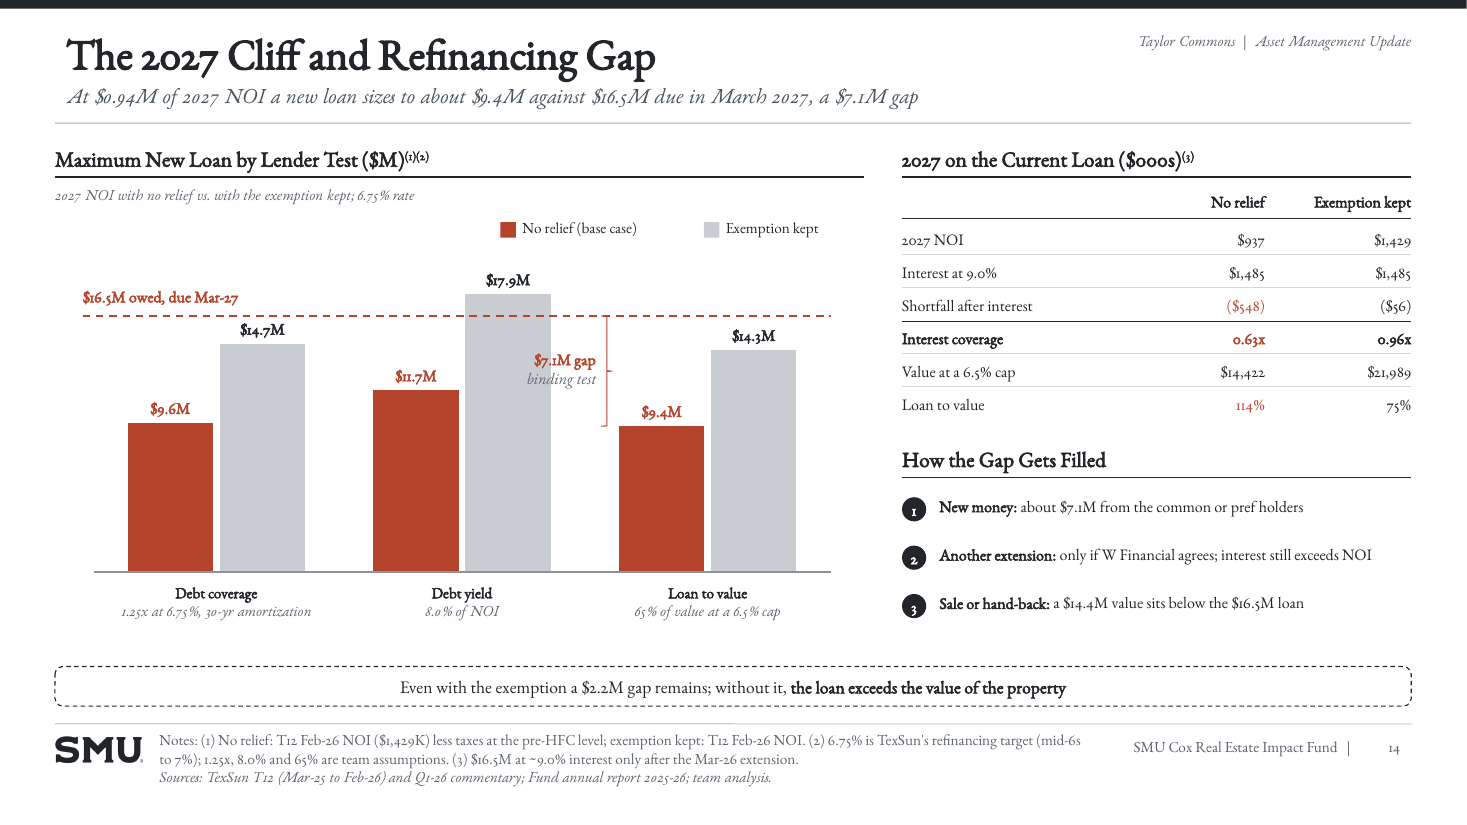 Taylor Commons | Asset Management Update
The 2027 Cliff and Refinancing Gap
At $0.94M of 2027 NOI a new loan sizes to about $9.4M against $16.5M due in March 2027, a $7.1M gap
Maximum New Loan by Lender Test ($M)(1)(2)
2027 NOI with no relief vs. with the exemption kept; 6.75% rate
No relief (base case)
Exemption kept
$16.5M owed, due Mar-27
$9.6M
$14.7M
$11.7M
$17.9M
$7.1M gap
binding test
$9.4M
$14.3M
Debt coverage
1.25x at 6.75%, 30-yr amortization
Debt yield
8.0% of NOI
Loan to value
65% of value at a 6.5% cap
2027 on the Current Loan ($000s)(3)
No relief Exemption kept
2027 NOI $937 $1,429
Interest at 9.0% $1,485 $1,485
Shortfall after interest ($548) ($56)
Interest coverage 0.63x 0.96x
Value at a 6.5% cap $14,422 $21,989
Loan to value 114% 75%
How the Gap Gets Filled
1 New money: about $7.1M from the common or pref holders
2 Another extension: only if W Financial agrees; interest still exceeds NOI
3 Sale or hand-back: a $14.4M value sits below the $16.5M loan
Even with the exemption a $2.2M gap remains; without it, the loan exceeds the value of the property
SMU
Notes: (1) No relief: T12 Feb-26 NOI ($1,429K) less taxes at the pre-HFC level; exemption kept: T12 Feb-26 NOI. (2) 6.75% is TexSun's refinancing target (mid-6s
to 7%); 1.25x, 8.0% and 65% are team assumptions. (3) $16.5M at ~9.0% interest only after the Mar-26 extension.
Sources: TexSun T12 (Mar-25 to Feb-26) and Q1-26 commentary; Fund annual report 2025-26; team analysis.
SMU Cox Real Estate Impact Fund | 14